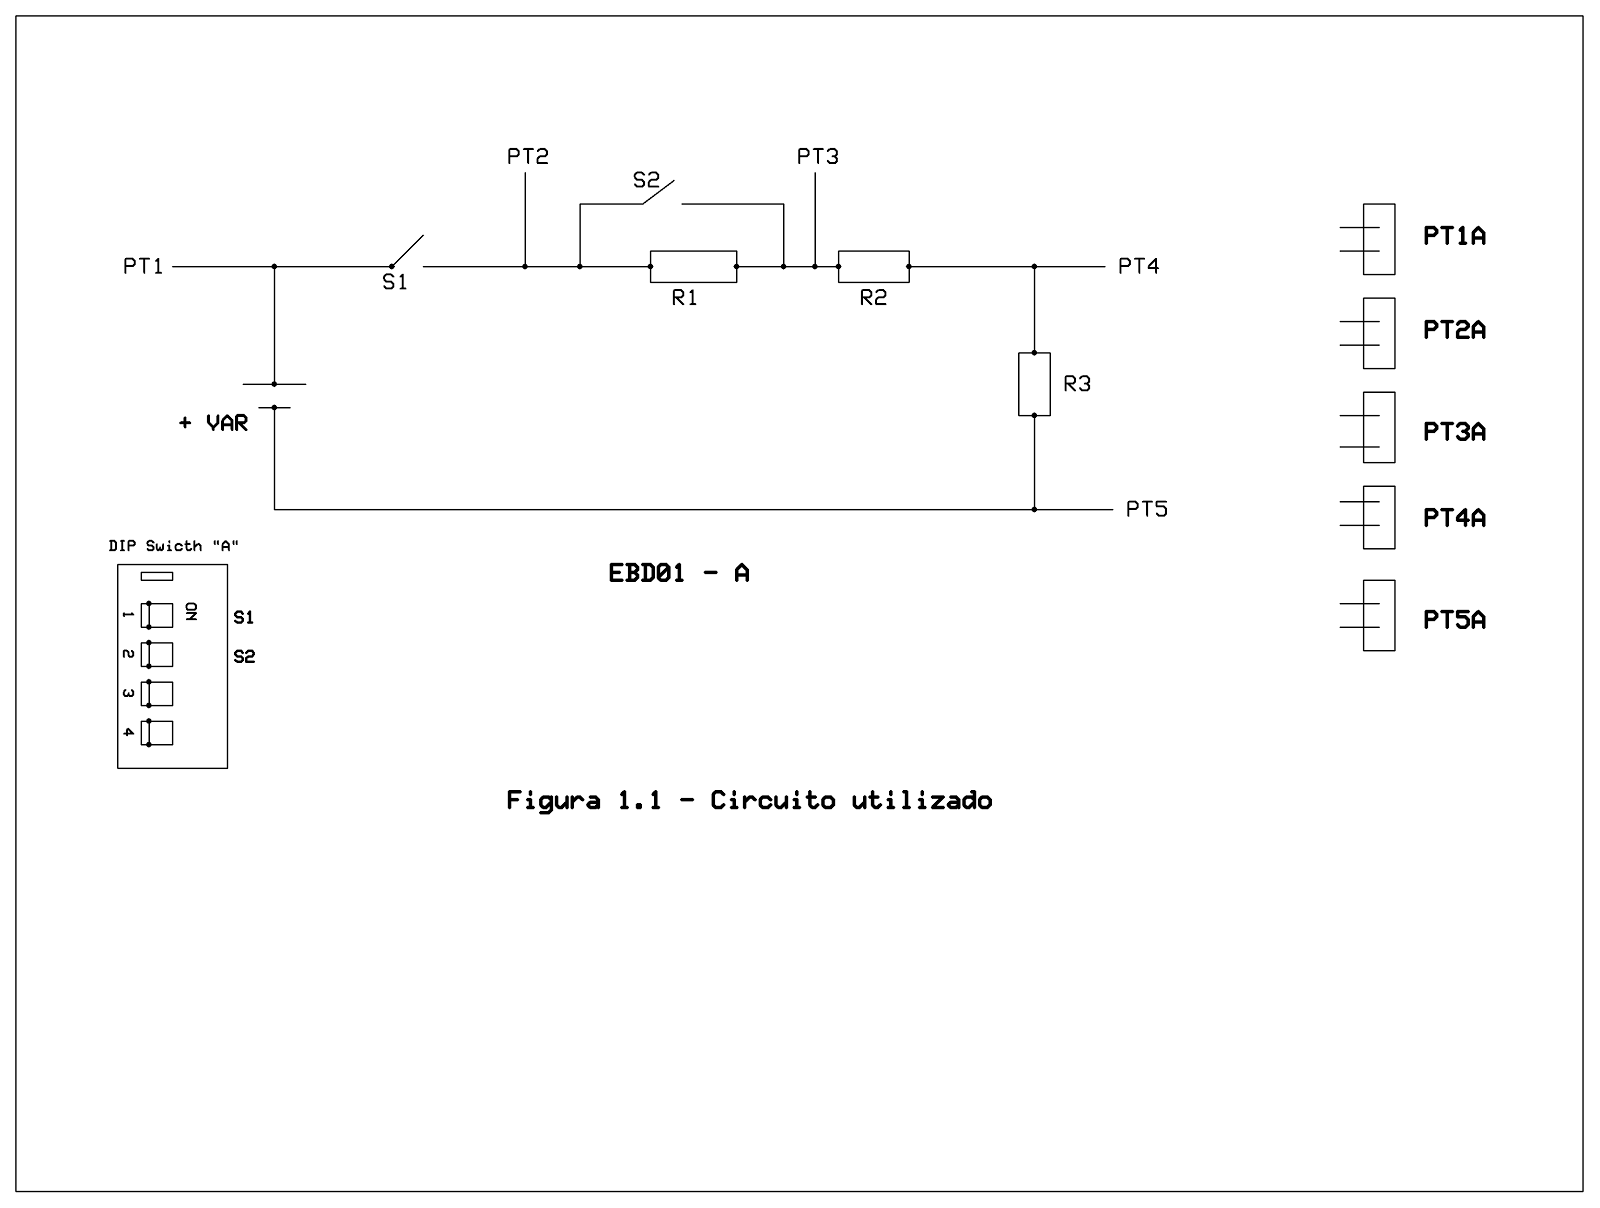 PT2
PT3
S2
PT1
S1
R1
R2
PT4
R3
+ VAR
PT5
EBD01 - A
DIP Swicth "A"
ON
1
S1
2
S2
3
4
PT1A
PT2A
PT3A
PT4A
PT5A
Figura 1.1 - Circuito utilizado